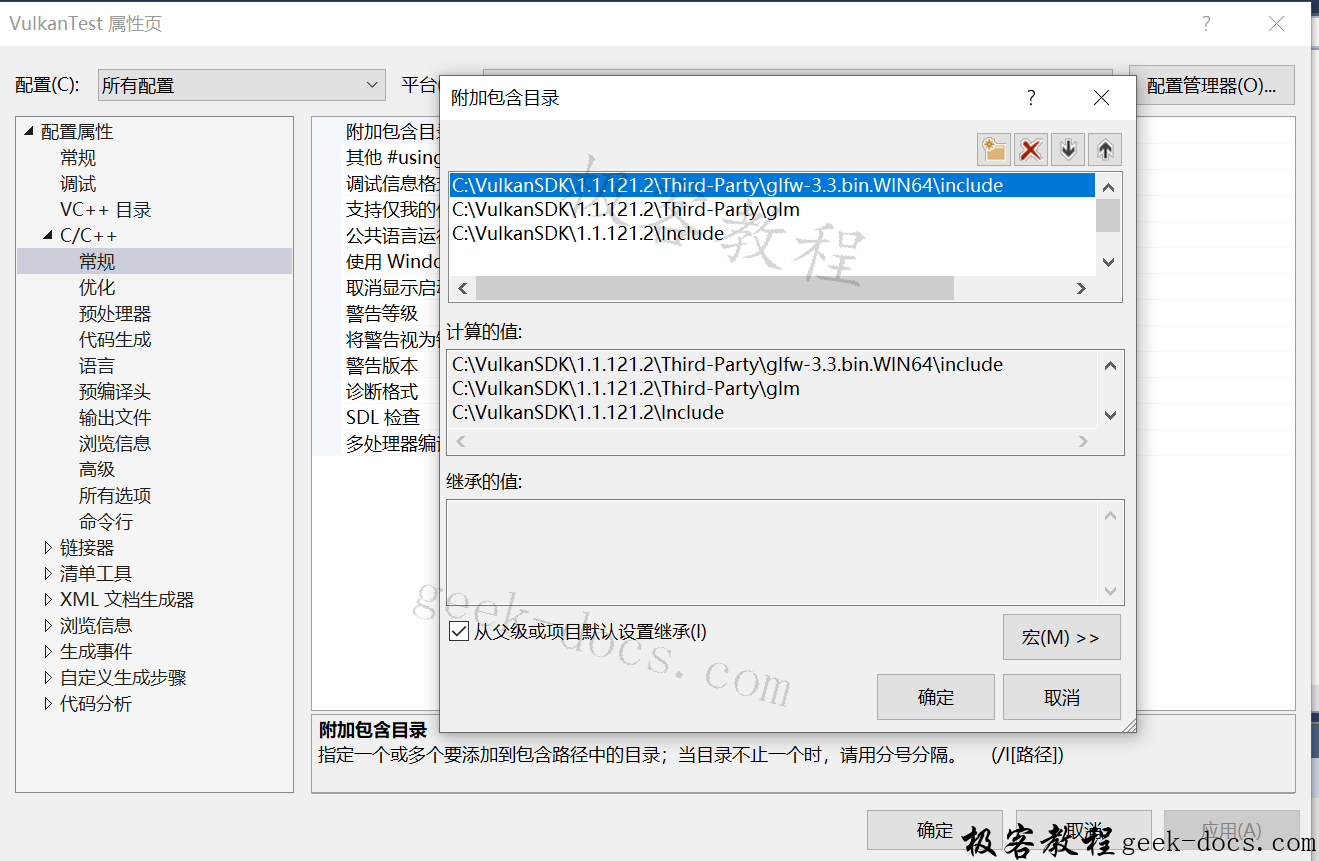 VulkanTest 属性页
配置(C):
所有配置
平台(
配置管理器(O)...
配置属性
常规
调试
VC++ 目录
C/C++
常规
优化
预处理器
代码生成
语言
预编译头
输出文件
浏览信息
高级
所有选项
命令行
链接器
清单工具
XML 文档生成器
浏览信息
生成事件
自定义生成步骤
代码分析
附加包含目
其他 #using
调试信息格
支持仅我的
公共语言运
使用 Windo
取消显示启
警告等级
将警告视为
警告版本
诊断格式
SDL 检查
多处理器编
附加包含目录
C:\VulkanSDK\1.1.121.2\Third-Party\glfw-3.3.bin.WIN64\include
C:\VulkanSDK\1.1.121.2\Third-Party\glm
C:\VulkanSDK\1.1.121.2\Include
极客教程
计算的值:
C:\VulkanSDK\1.1.121.2\Third-Party\glfw-3.3.bin.WIN64\include
C:\VulkanSDK\1.1.121.2\Third-Party\glm
C:\VulkanSDK\1.1.121.2\Include
继承的值:
从父级或项目默认设置继承(I)
宏(M) >>
geek-docs.com
确定
取消
附加包含目录
指定一个或多个要添加到包含路径中的目录；当目录不止一个时，请用分号分隔。 (/I[路径])
确定
取消
应用(A)
极客教程geek-docs.com